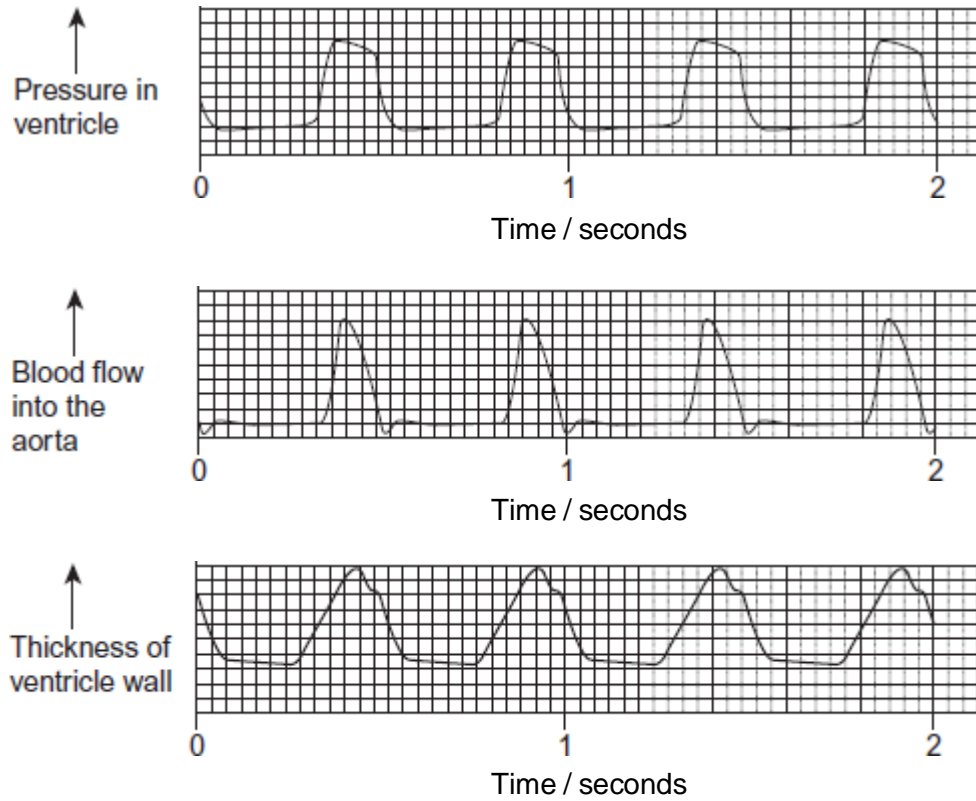 Pressure in
ventricle
0
1
2
Time / seconds
Blood flow
into the
aorta
0
1
2
Time / seconds
Thickness of
ventricle wall
0
1
2
Time / seconds